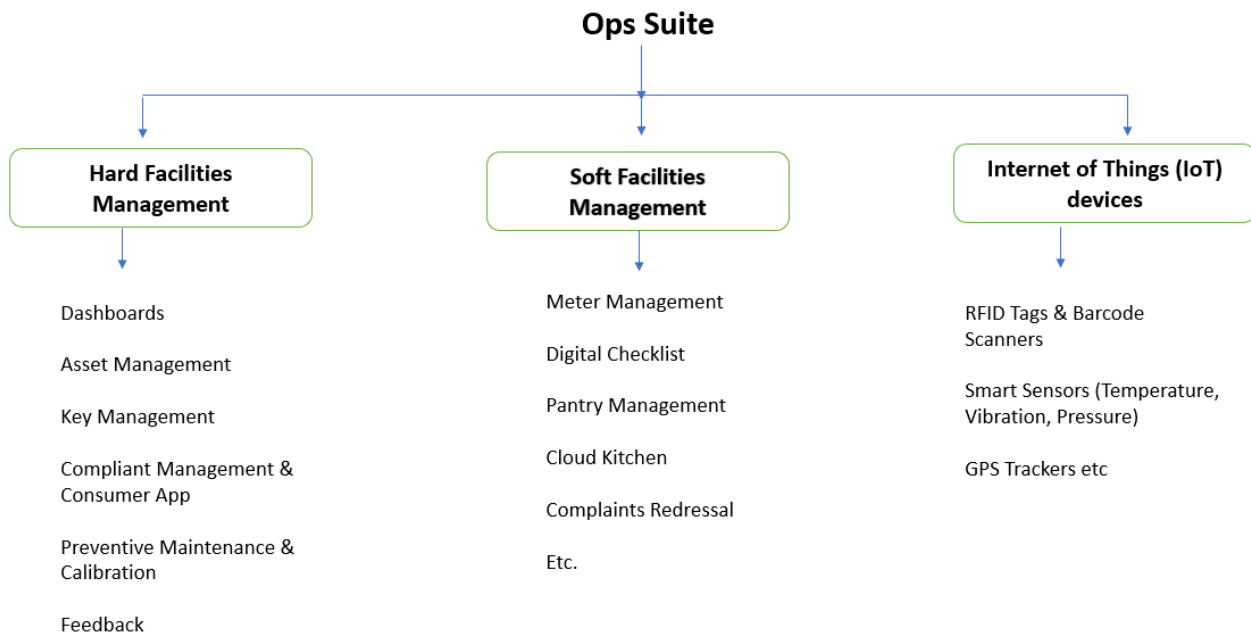 Ops Suite
Hard Facilities
Management
Dashboards
Asset Management
Key Management
Compliant Management &
Consumer App
Preventive Maintenance &
Calibration
Feedback
Soft Facilities
Management
Meter Management
Digital Checklist
Pantry Management
Cloud Kitchen
Complaints Redressal
Etc.
Internet of Things (IoT)
devices
RFID Tags & Barcode
Scanners
Smart Sensors (Temperature,
Vibration, Pressure)
GPS Trackers etc